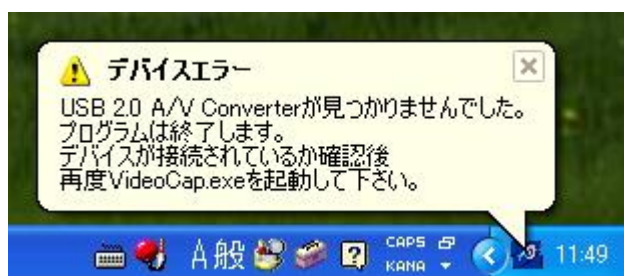 デバイスエラー
USB 2.0 A/V Converterが見つかりませんでした。
プログラムは終了します。
デバイスが接続されているか確認後
再度VideoCap.exeを起動して下さい。
A 般 CAPS 11:49
KANA